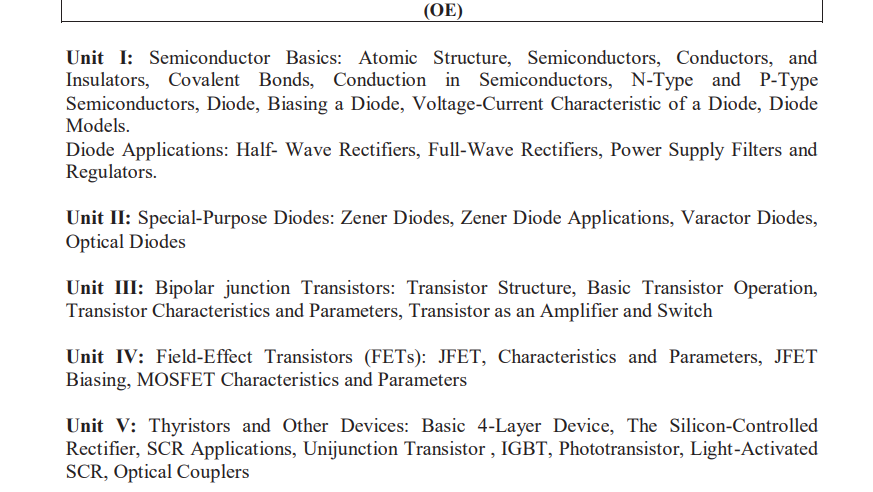 (OE)
Unit I: Semiconductor Basics: Atomic Structure, Semiconductors, Conductors, and
Insulators, Covalent Bonds, Conduction in Semiconductors, N-Type and P-Type
Semiconductors, Diode, Biasing a Diode, Voltage-Current Characteristic of a Diode, Diode
Models.
Diode Applications: Half- Wave Rectifiers, Full-Wave Rectifiers, Power Supply Filters and
Regulators.
Unit II: Special-Purpose Diodes: Zener Diodes, Zener Diode Applications, Varactor Diodes,
Optical Diodes
Unit III: Bipolar junction Transistors: Transistor Structure, Basic Transistor Operation,
Transistor Characteristics and Parameters, Transistor as an Amplifier and Switch
Unit IV: Field-Effect Transistors (FETs): JFET, Characteristics and Parameters, JFET
Biasing, MOSFET Characteristics and Parameters
Unit V: Thyristors and Other Devices: Basic 4-Layer Device, The Silicon-Controlled
Rectifier, SCR Applications, Unijunction Transistor , IGBT, Phototransistor, Light-Activated
SCR, Optical Couplers